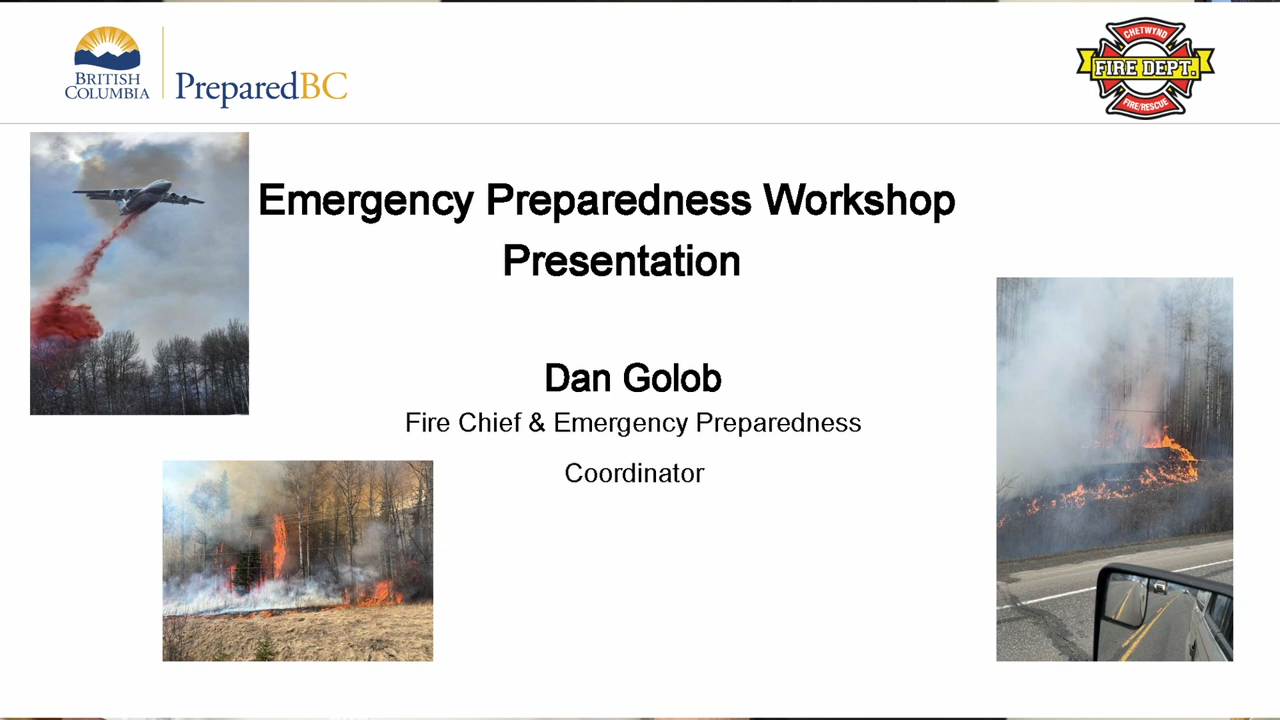 BRITISH
COLUMBIA
PreparedBC
CHETWYND
FIRE DEPT.
FIRE/RESCUE
Emergency Preparedness Workshop
Presentation
Dan Golob
Fire Chief & Emergency Preparedness
Coordinator